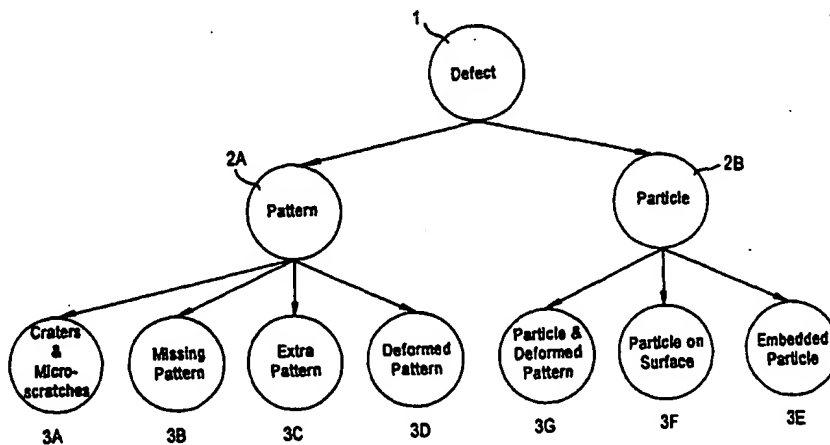 1
Defect
2A
Pattern
2B
Particle
Craters
&
Micro-
scratches
Missing
Pattern
Extra
Pattern
Deformed
Pattern
Particle &
Deformed
Pattern
Particle on
Surface
Embedded
Particle
3A
3B
3C
3D
3G
3F
3E